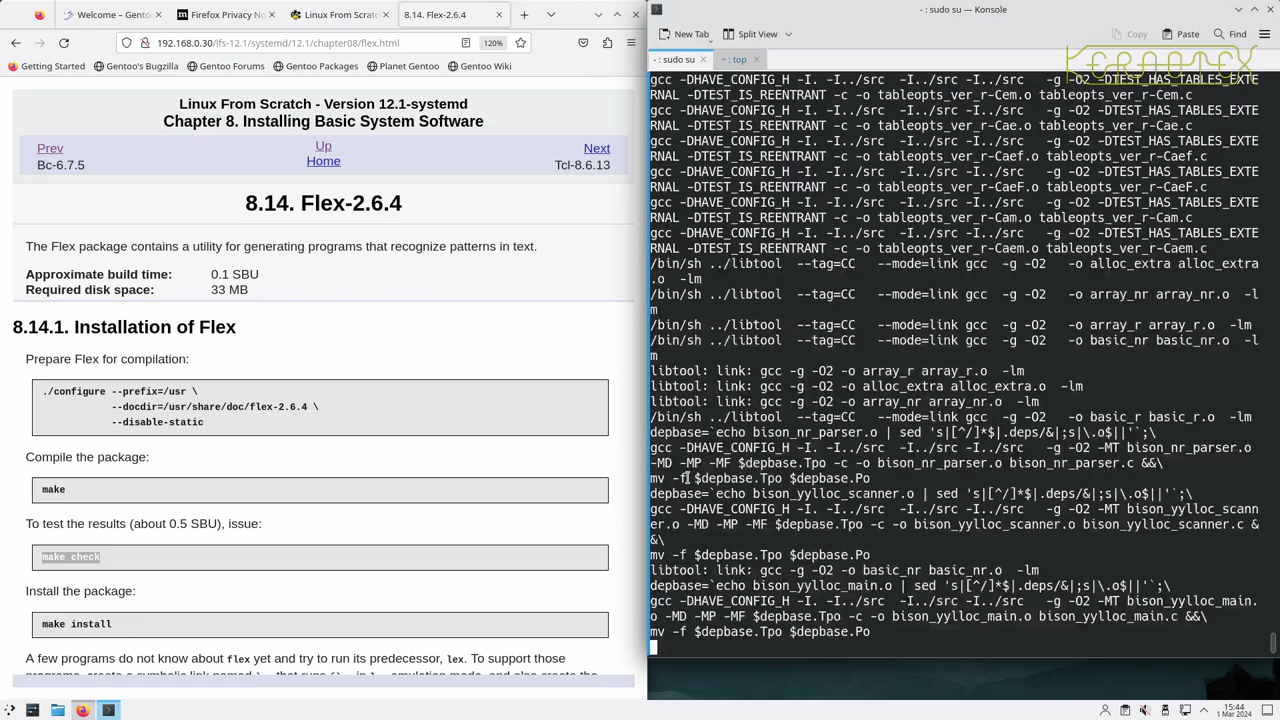 Welcome – Gento
Firefox Privacy No
Linux From Scratch
8.14. Flex-2.6.4
192.168.0.30/lfs-12.1/systemd/12.1/chapter08/flex.html
120%
Getting Started
Gentoo's Bugzilla
Gentoo Forums
Gentoo Packages
Planet Gentoo
Gentoo Wiki
Linux From Scratch - Version 12.1-systemd
Chapter 8. Installing Basic System Software
Prev
Up
Next
Bc-6.7.5
Home
Tcl-8.6.13
8.14. Flex-2.6.4
The Flex package contains a utility for generating programs that recognize patterns in text.
Approximate build time: 0.1 SBU
Required disk space: 33 MB
8.14.1. Installation of Flex
Prepare Flex for compilation:
./configure --prefix=/usr \
--docdir=/usr/share/doc/flex-2.6.4 \
--disable-static
Compile the package:
make
To test the results (about 0.5 SBU), issue:
make check
Install the package:
make install
A few programs do not know about flex yet and try to run its predecessor, lex. To support those
- : sudo su — Konsole
New Tab
Split View
Copy
Paste
Find
- : sudo su
~ : top
KERNOTEX
gcc -DHAVE_CONFIG_H -I. -I../src  -I../src -I../src   -g -O2 -DTEST_HAS_TABLES_EXTE
RNAL -DTEST_IS_REENTRANT -c -o tableopts_ver_r-Cem.o tableopts_ver_r-Cem.c
gcc -DHAVE_CONFIG_H -I. -I../src  -I../src -I../src   -g -O2 -DTEST_HAS_TABLES_EXTE
RNAL -DTEST_IS_REENTRANT -c -o tableopts_ver_r-Cae.o tableopts_ver_r-Cae.c
gcc -DHAVE_CONFIG_H -I. -I../src  -I../src -I../src   -g -O2 -DTEST_HAS_TABLES_EXTE
RNAL -DTEST_IS_REENTRANT -c -o tableopts_ver_r-Caef.o tableopts_ver_r-Caef.c
gcc -DHAVE_CONFIG_H -I. -I../src  -I../src -I../src   -g -O2 -DTEST_HAS_TABLES_EXTE
RNAL -DTEST_IS_REENTRANT -c -o tableopts_ver_r-CaeF.o tableopts_ver_r-CaeF.c
gcc -DHAVE_CONFIG_H -I. -I../src  -I../src -I../src   -g -O2 -DTEST_HAS_TABLES_EXTE
RNAL -DTEST_IS_REENTRANT -c -o tableopts_ver_r-Cam.o tableopts_ver_r-Cam.c
gcc -DHAVE_CONFIG_H -I. -I../src  -I../src -I../src   -g -O2 -DTEST_HAS_TABLES_EXTE
RNAL -DTEST_IS_REENTRANT -c -o tableopts_ver_r-Caem.o tableopts_ver_r-Caem.c
/bin/sh ../libtool  --tag=CC   --mode=link gcc  -g -O2   -o alloc_extra alloc_extra
.o  -lm
/bin/sh ../libtool  --tag=CC   --mode=link gcc  -g -O2   -o array_nr array_nr.o  -l
m
/bin/sh ../libtool  --tag=CC   --mode=link gcc  -g -O2   -o array_r array_r.o  -lm
/bin/sh ../libtool  --tag=CC   --mode=link gcc  -g -O2   -o basic_nr basic_nr.o  -l
m
libtool: link: gcc -g -O2 -o array_r array_r.o  -lm
libtool: link: gcc -g -O2 -o alloc_extra alloc_extra.o  -lm
libtool: link: gcc -g -O2 -o array_nr array_nr.o  -lm
/bin/sh ../libtool  --tag=CC   --mode=link gcc  -g -O2   -o basic_r basic_r.o  -lm
depbase=`echo bison_nr_parser.o | sed 's|[^/]*$|.deps/&|;s|\.o$||'`;\
gcc -DHAVE_CONFIG_H -I. -I../src  -I../src -I../src   -g -O2 -MT bison_nr_parser.o
-MD -MP -MF $depbase.Tpo -c -o bison_nr_parser.o bison_nr_parser.c &&\
mv -f $depbase.Tpo $depbase.Po
depbase=`echo bison_yylloc_scanner.o | sed 's|[^/]*$|.deps/&|;s|\.o$||'`;\
gcc -DHAVE_CONFIG_H -I. -I../src  -I../src -I../src   -g -O2 -MT bison_yylloc_scann
er.o -MD -MP -MF $depbase.Tpo -c -o bison_yylloc_scanner.o bison_yylloc_scanner.c &
&\
mv -f $depbase.Tpo $depbase.Po
libtool: link: gcc -g -O2 -o basic_nr basic_nr.o  -lm
depbase=`echo bison_yylloc_main.o | sed 's|[^/]*$|.deps/&|;s|\.o$||'`;\
gcc -DHAVE_CONFIG_H -I. -I../src  -I../src -I../src   -g -O2 -MT bison_yylloc_main.
o -MD -MP -MF $depbase.Tpo -c -o bison_yylloc_main.o bison_yylloc_main.c &&\
mv -f $depbase.Tpo $depbase.Po
15:44
1 Mar 2024